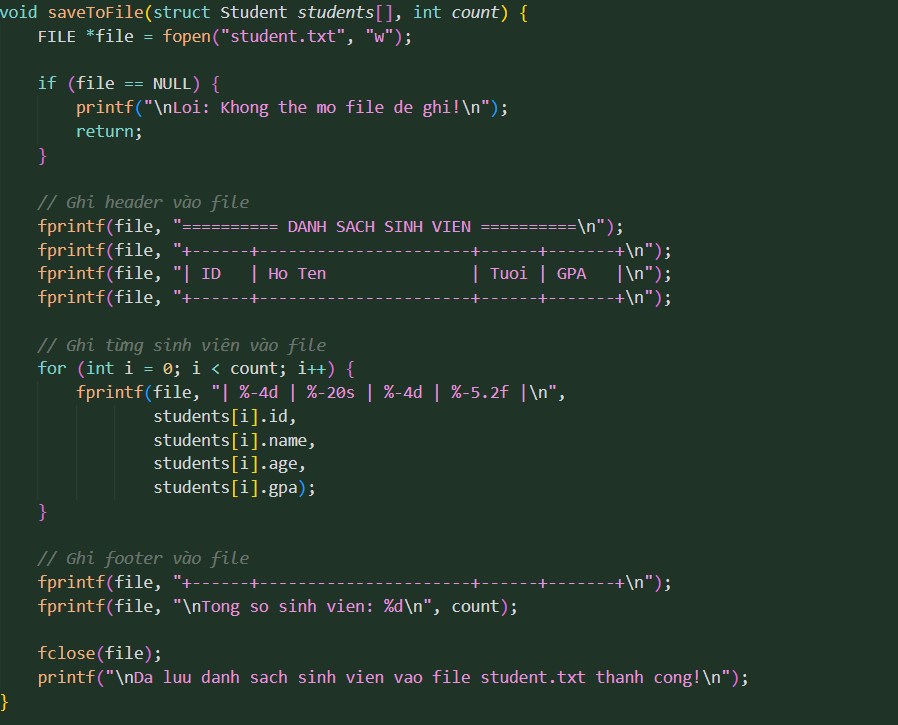 void saveToFile(struct Student students[], int count) {
    FILE *file = fopen("student.txt", "w");

    if (file == NULL) {
        printf("\nLoi: Khong the mo file de ghi!\n");
        return;
    }

    // Ghi header vào file
    fprintf(file, "========== DANH SACH SINH VIEN ==========\n");
    fprintf(file, "+------+----------------------+------+-------+\n");
    fprintf(file, "| ID   | Ho Ten               | Tuoi | GPA   |\n");
    fprintf(file, "+------+----------------------+------+-------+\n");

    // Ghi từng sinh viên vào file
    for (int i = 0; i < count; i++) {
        fprintf(file, "| %-4d | %-20s | %-4d | %-5.2f |\n",
                students[i].id,
                students[i].name,
                students[i].age,
                students[i].gpa);
    }

    // Ghi footer vào file
    fprintf(file, "+------+----------------------+------+-------+\n");
    fprintf(file, "\nTong so sinh vien: %d\n", count);

    fclose(file);
    printf("\nDa luu danh sach sinh vien vao file student.txt thanh cong!\n");
}